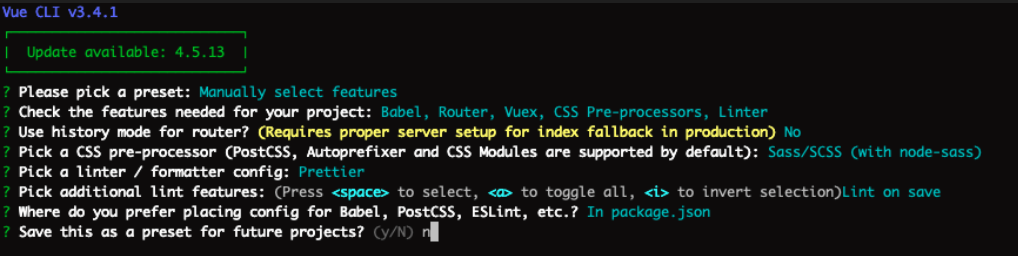 Vue CLI v3.4.1
Update available: 4.5.13
? Please pick a preset: Manually select features
? Check the features needed for your project: Babel, Router, Vuex, CSS Pre-processors, Linter
? Use history mode for router? (Requires proper server setup for index fallback in production) No
? Pick a CSS pre-processor (PostCSS, Autoprefixer and CSS Modules are supported by default): Sass/SCSS (with node-sass)
? Pick a linter / formatter config: Prettier
? Pick additional lint features: (Press <space> to select, <a> to toggle all, <i> to invert selection)Lint on save
? Where do you prefer placing config for Babel, PostCSS, ESLint, etc.? In package.json
? Save this as a preset for future projects? (y/N) n